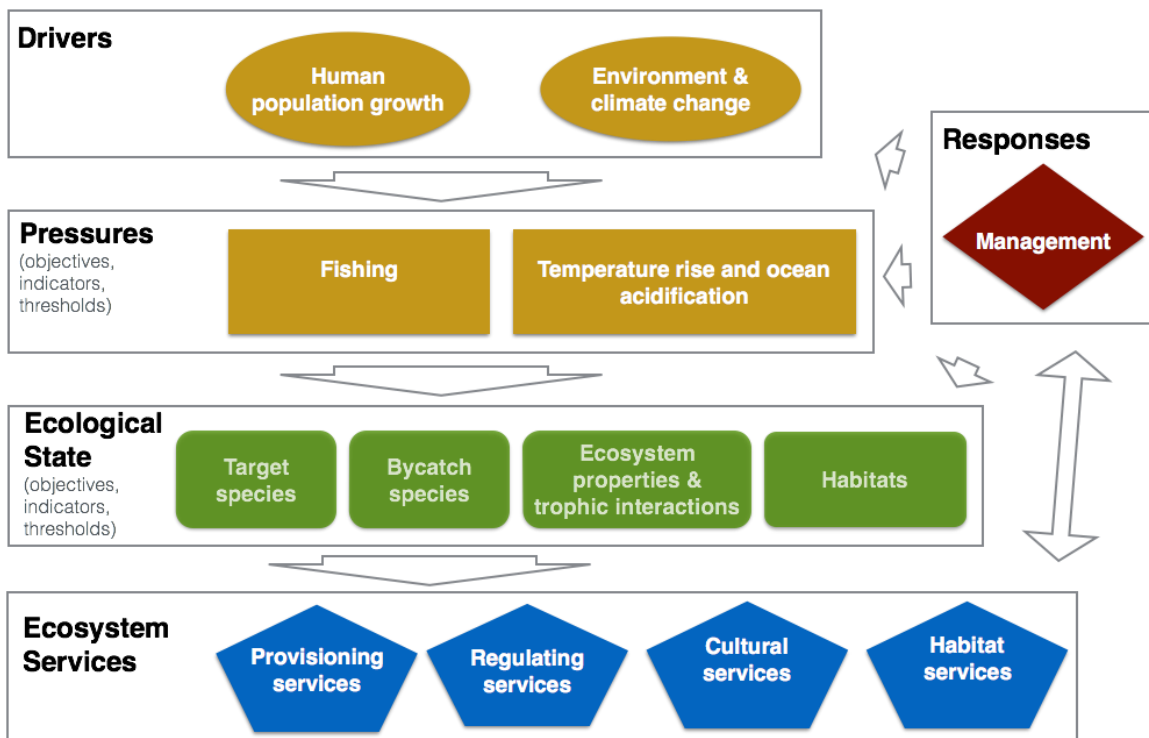 Drivers
Human
population growth
Environment &
climate change
Responses
Management
Pressures
(objectives,
indicators,
thresholds)
Fishing
Temperature rise and ocean
acidification
Ecological
State
(objectives,
indicators,
thresholds)
Target
species
Bycatch
species
Ecosystem
properties &
trophic interactions
Habitats
Ecosystem
Services
Provisioning
services
Regulating
services
Cultural
services
Habitat
services